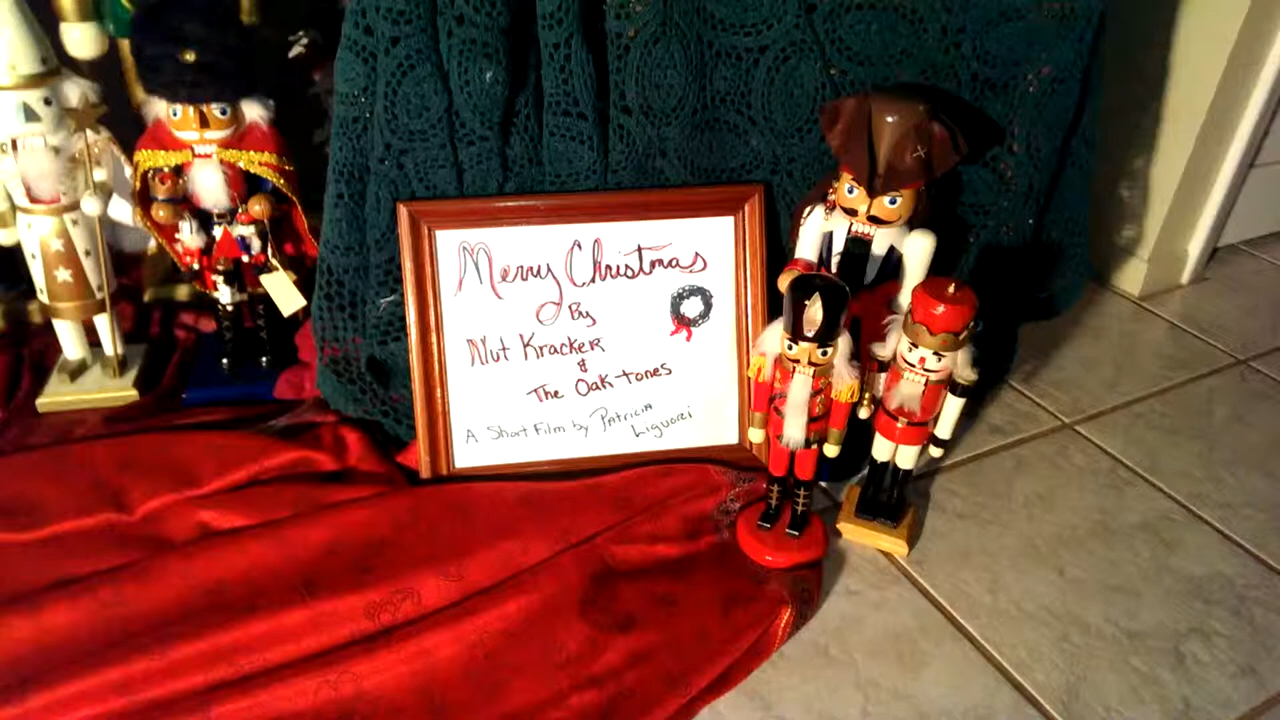 Merry Christmas
By
Nut Kracker
&
The Oak-tones
A Short Film by Patricia
Liguori